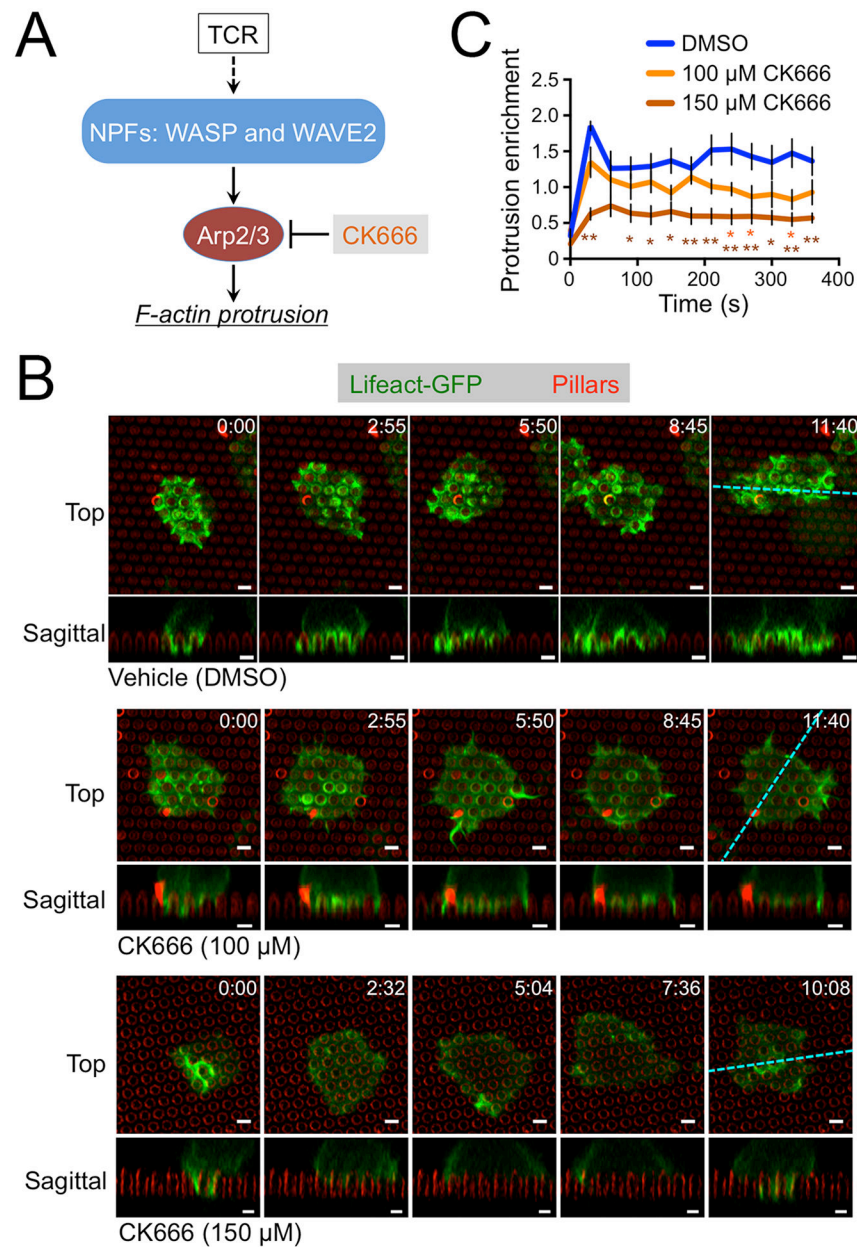 A
TCR
NPFs: WASP and WAVE2
Arp2/3
CK666
F-actin protrusion
C
DMSO
100 µM CK666
150 µM CK666
Protrusion enrichment
2.5
2.0
1.5
1.0
0.5
0
** * * * ** ** * ** * ** * * ** **
0 100 200 300 400
Time (s)
B
Lifeact-GFP Pillars
Top
0:00 2:55 5:50 8:45 11:40
Sagittal
Vehicle (DMSO)
Top
0:00 2:55 5:50 8:45 11:40
Sagittal
CK666 (100 µM)
Top
0:00 2:32 5:04 7:36 10:08
Sagittal
CK666 (150 µM)